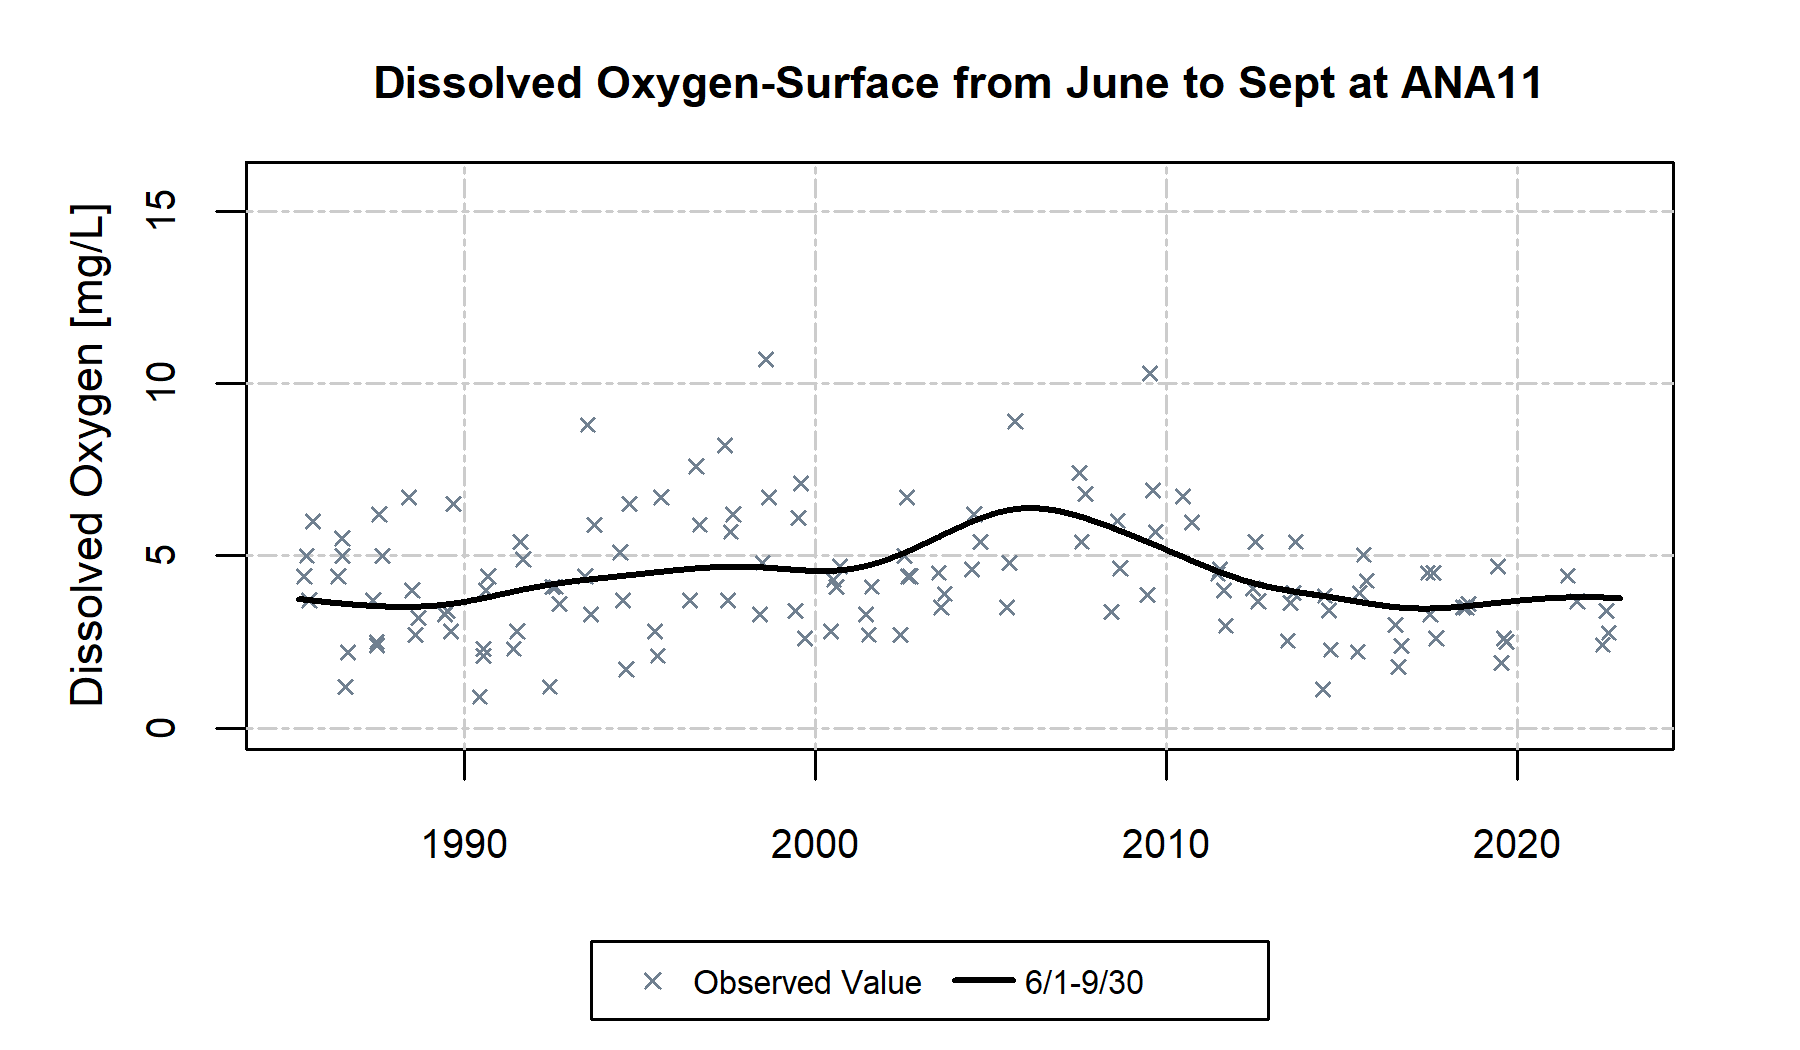 Dissolved Oxygen-Surface from June to Sept at ANA11
Dissolved Oxygen [mg/L]
15
10
5
0
1990 2000 2010 2020
Observed Value 6/1-9/30